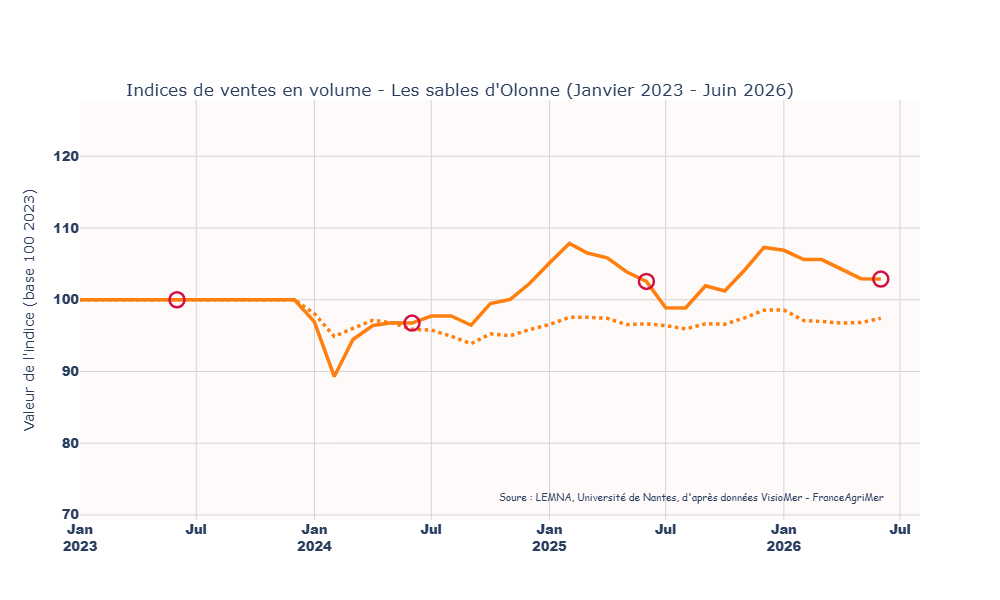 Indices de ventes en volume - Les sables d'Olonne (Janvier 2023 - Juin 2026)
Valeur de l'indice (base 100 2023)
120
110
100
90
80
70
Soure : LEMNA, Université de Nantes, d'après données VisioMer - FranceAgriMer
Jan Jul Jan Jul Jan Jul Jan Jul
2023 2024 2025 2026